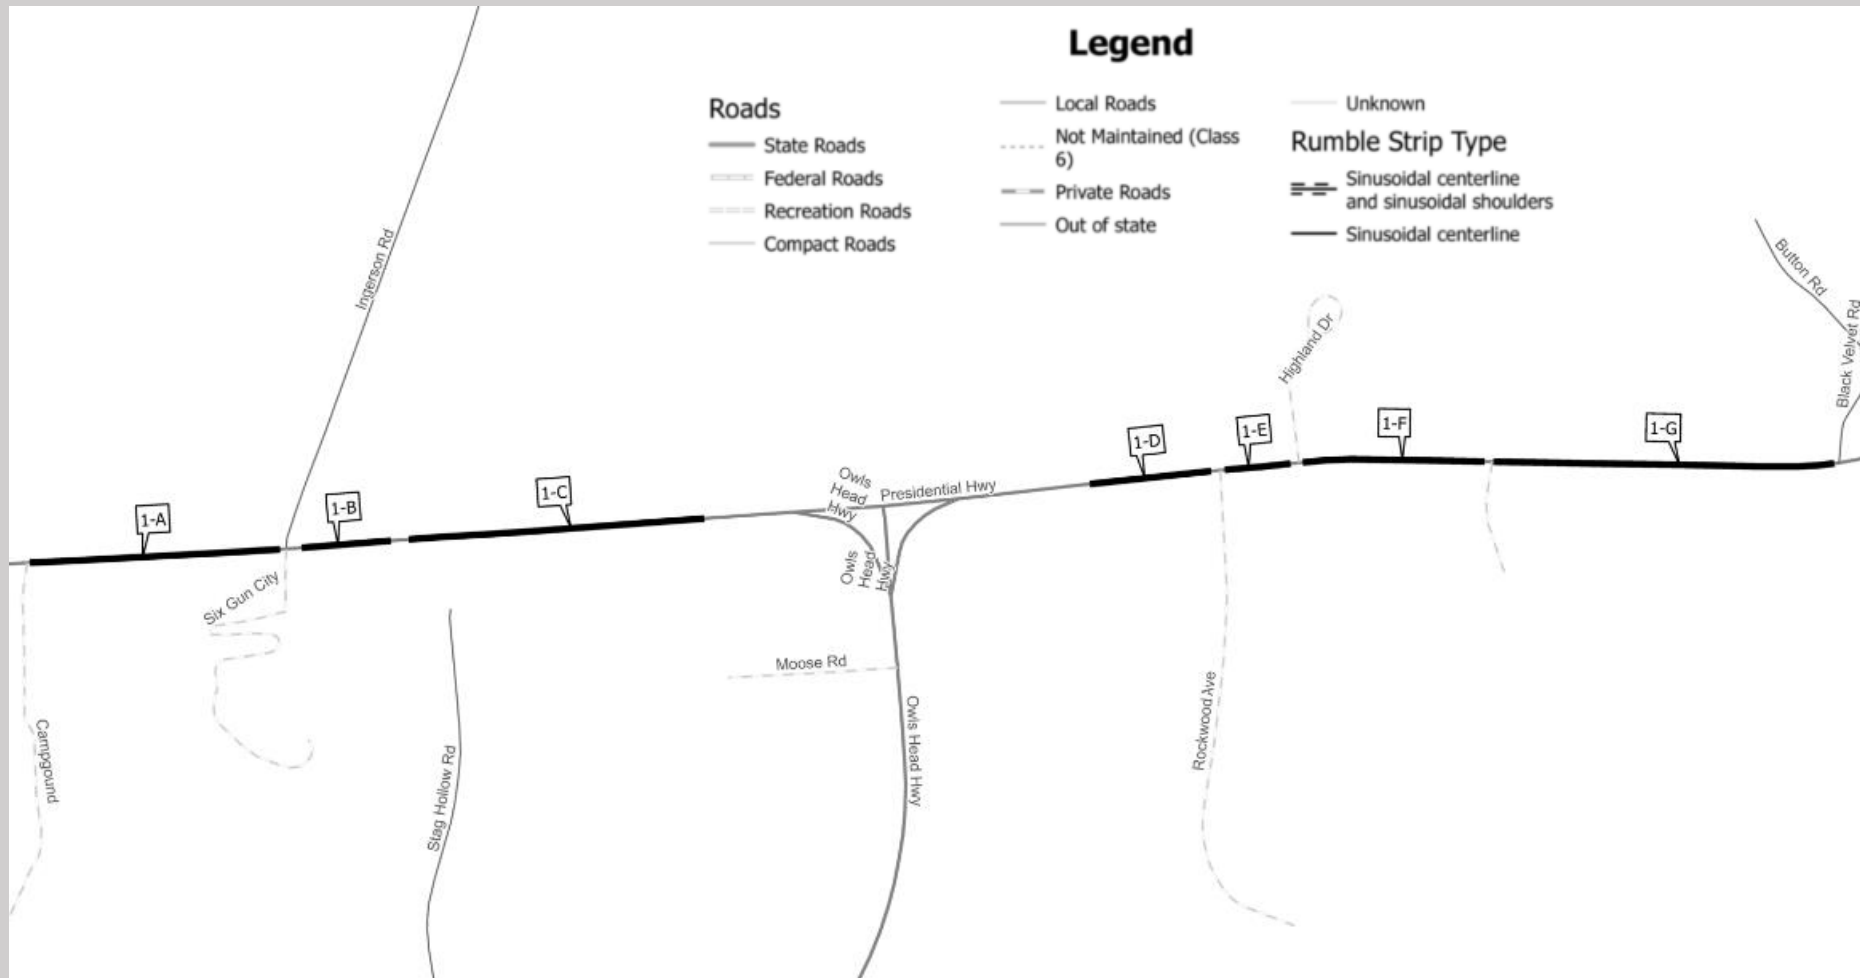 Legend
Roads
State Roads
Federal Roads
Recreation Roads
Compact Roads
Local Roads
Not Maintained (Class
6)
Private Roads
Out of state
Unknown
Rumble Strip Type
Sinusoidal centerline
and sinusoidal shoulders
Sinusoidal centerline
Ingerson Rd
Button Rd
Black Velvet Rd
Highland Dr
1-A
1-B
1-C
1-D
1-E
1-F
1-G
Owls
Head
Hwy
Presidential Hwy
Owls
Head
Hwy
Six Gun City
Moose Rd
Campgound
Stag Hollow Rd
Owls Head Hwy
Rockwood Ave